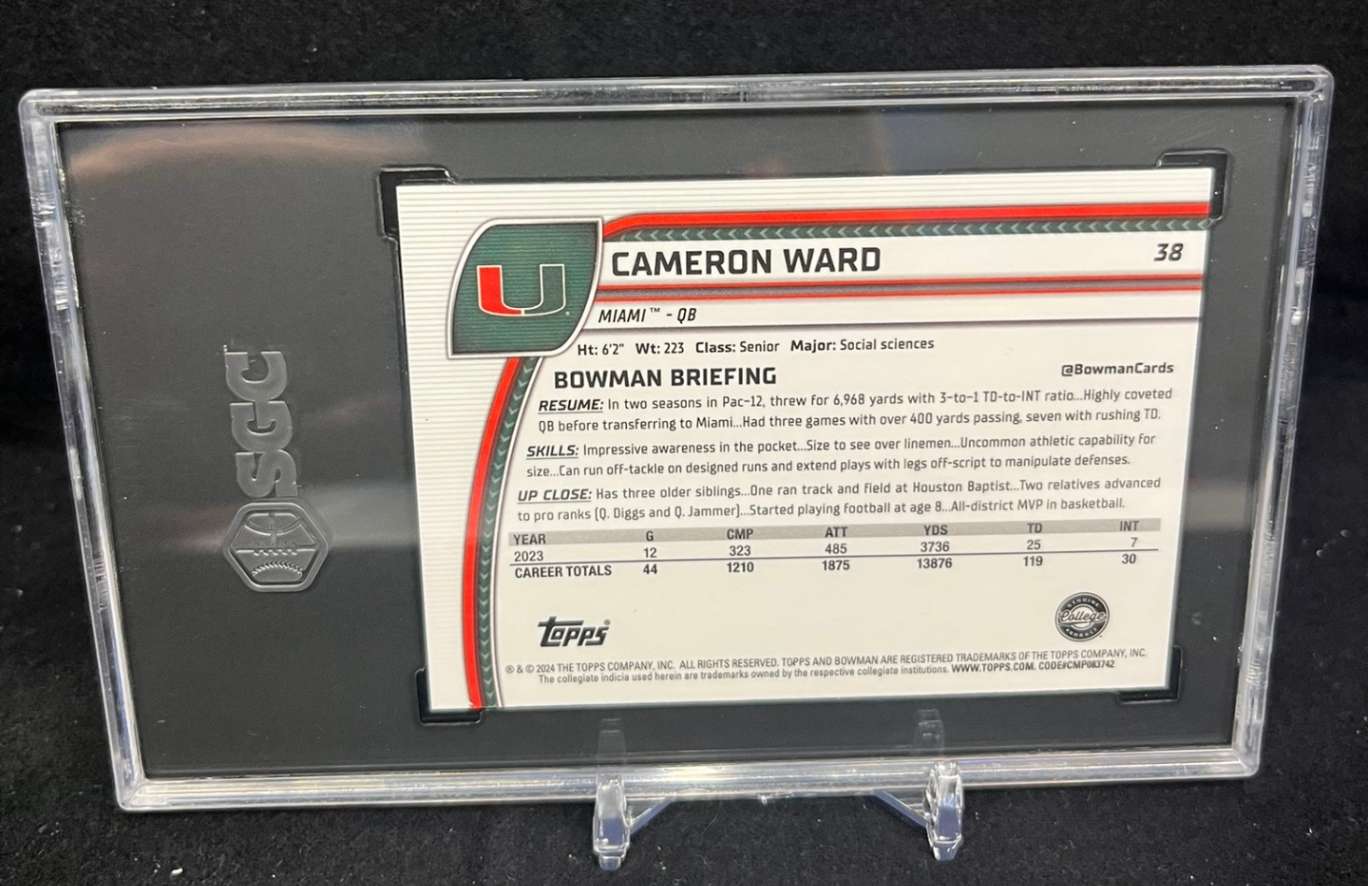 SGC
CAMERON WARD
38
MIAMI™ - QB
Ht: 6'2" Wt: 223 Class: Senior Major: Social sciences
BOWMAN BRIEFING
@BowmanCards
RESUME: In two seasons in Pac-12, threw for 6,968 yards with 3-to-1 TD-to-INT ratio...Highly coveted
QB before transferring to Miami...Had three games with over 400 yards passing, seven with rushing TD.
SKILLS: Impressive awareness in the pocket...Size to see over linemen...Uncommon athletic capability for
size...Can run off-tackle on designed runs and extend plays with legs off-script to manipulate defenses.
UP CLOSE: Has three older siblings...One ran track and field at Houston Baptist...Two relatives advanced
to pro ranks (Q. Diggs and Q. Jammer)...Started playing football at age 8...All-district MVP in basketball.
YEAR G CMP ATT YDS TD INT
2023 12 323 485 3736 25 7
CAREER TOTALS 44 1210 1875 13876 119 30
Topps®
College
® & © 2024 THE TOPPS COMPANY, INC. ALL RIGHTS RESERVED. TOPPS AND BOWMAN ARE REGISTERED TRADEMARKS OF THE TOPPS COMPANY, INC.
The collegiate indicia used herein are trademarks owned by the respective collegiate institutions. WWW.TOPPS.COM. CODE#CMP083742